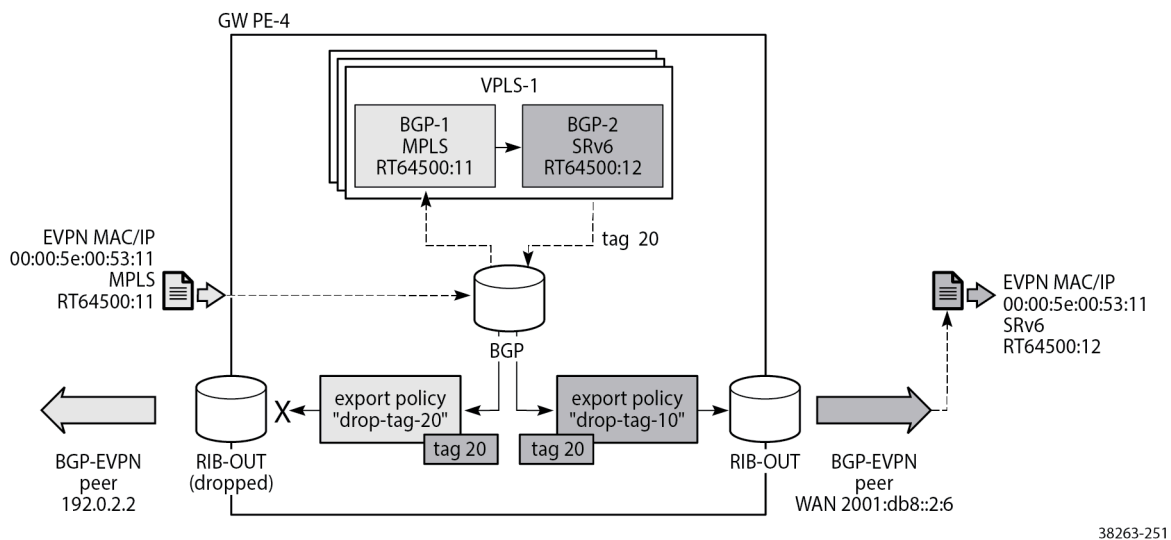 GW PE-4
VPLS-1
BGP-1
MPLS
RT64500:11
BGP-2
SRv6
RT64500:12
tag 20
EVPN MAC/IP
00:00:5e:00:53:11
MPLS
RT64500:11
EVPN MAC/IP
00:00:5e:00:53:11
SRv6
RT64500:12
BGP
export policy
"drop-tag-20"
tag 20
export policy
"drop-tag-10"
tag 20
X
BGP-EVPN
peer
192.0.2.2
RIB-OUT
(dropped)
RIB-OUT
BGP-EVPN
peer
WAN 2001:db8::2:6
38263-251